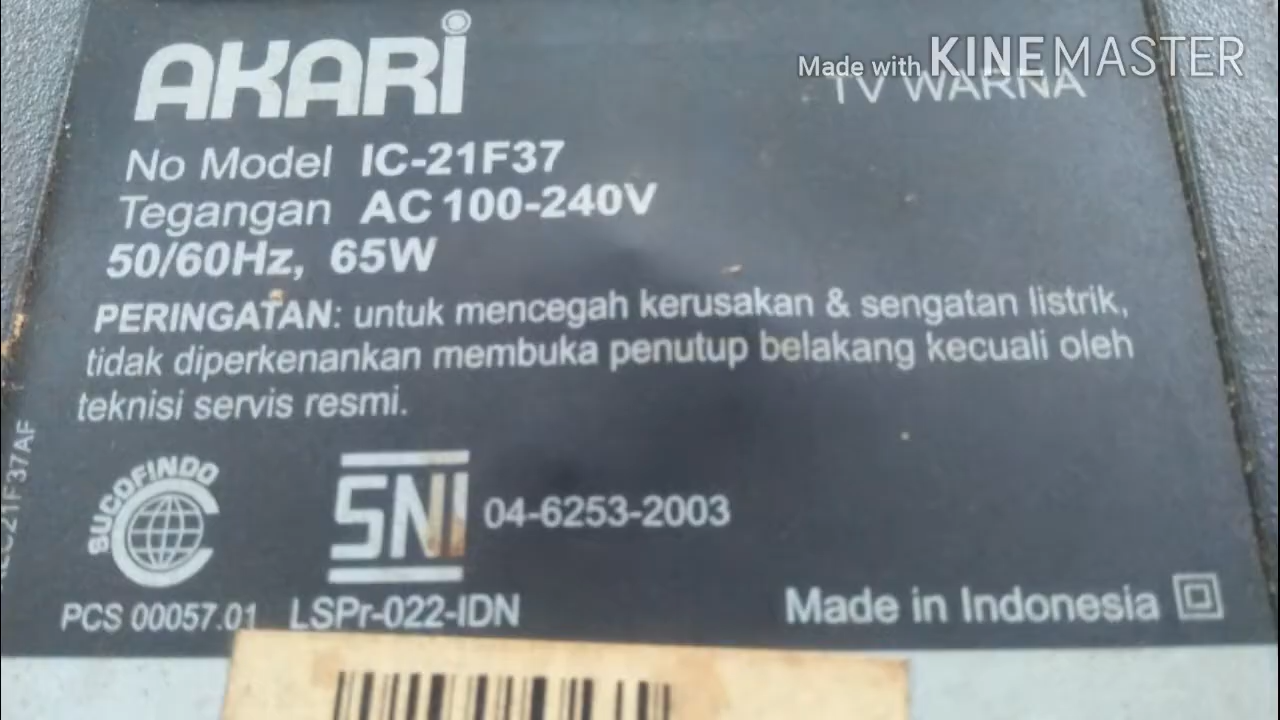 AKARI
Made with KINEMASTER
TV WARNA
No Model IC-21F37
Tegangan AC 100-240V
50/60Hz, 65W
PERINGATAN: untuk mencegah kerusakan & sengatan listrik,
tidak diperkenankan membuka penutup belakang kecuali oleh
teknisi servis resmi.
SUCOFINDO
SNI 04-6253-2003
PCS 00057.01 LSPr-022-IDN
Made in Indonesia